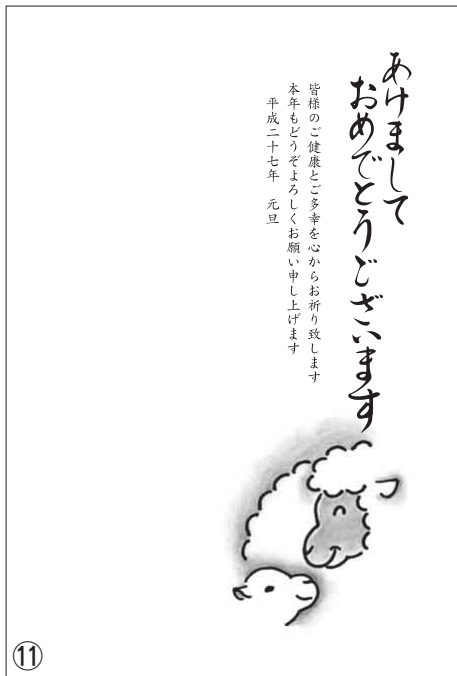 あけまして
おめでとうございます
皆様のご健康とご多幸を心からお祈り致します
本年もどうぞよろしくお願い申し上げます
平成二十七年　元旦
⑪